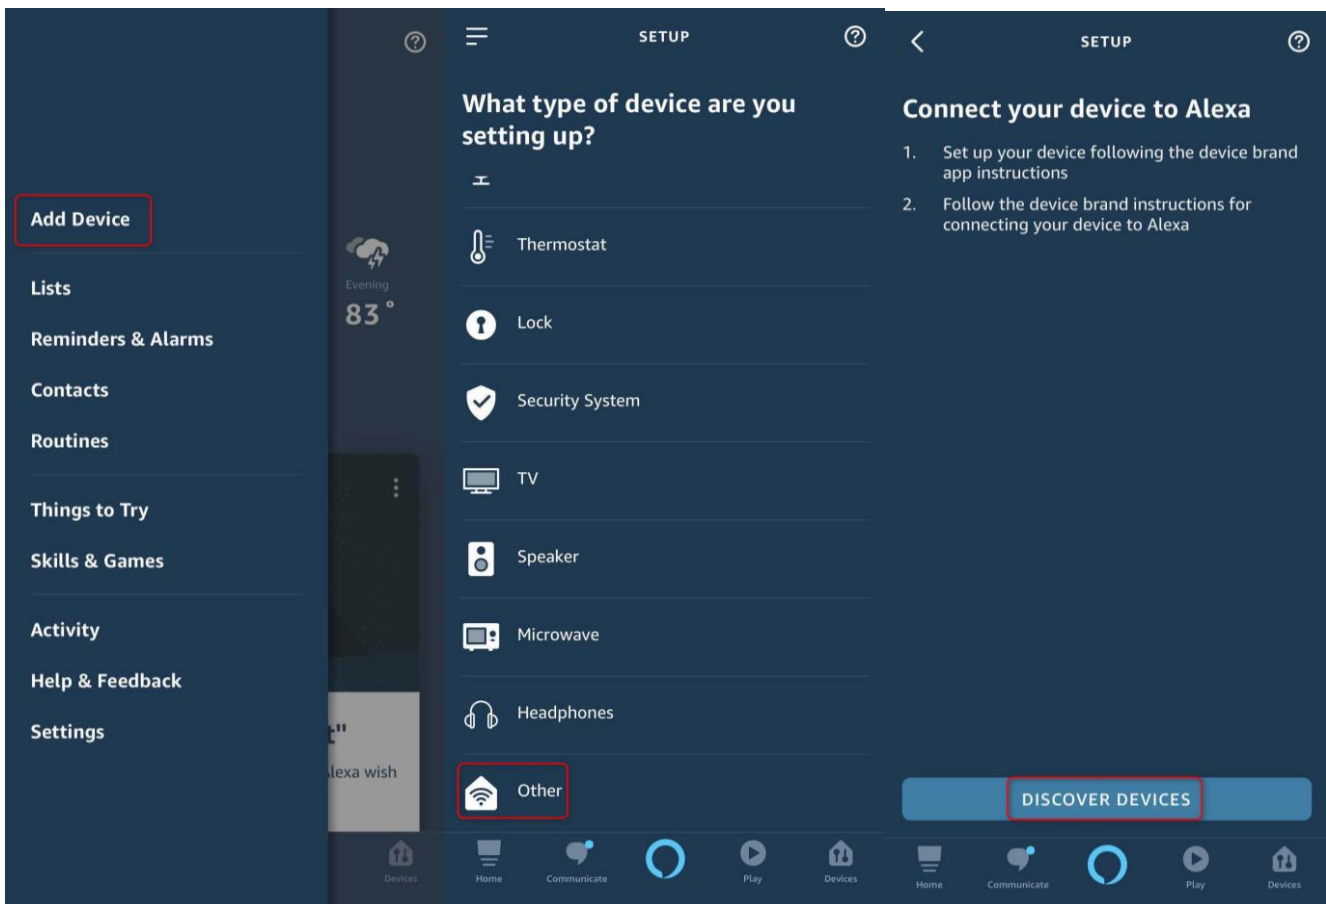 Add Device
Lists
Reminders & Alarms
Contacts
Routines
Things to Try
Skills & Games
Activity
Help & Feedback
Settings
Evening
83°
t"
Alexa wish
Devices
SETUP
What type of device are you
setting up?
Thermostat
Lock
Security System
TV
Speaker
Microwave
Headphones
Other
Home Communicate Play Devices
SETUP
Connect your device to Alexa
1. Set up your device following the device brand
app instructions
2. Follow the device brand instructions for
connecting your device to Alexa
DISCOVER DEVICES
Home Communicate Play Devices